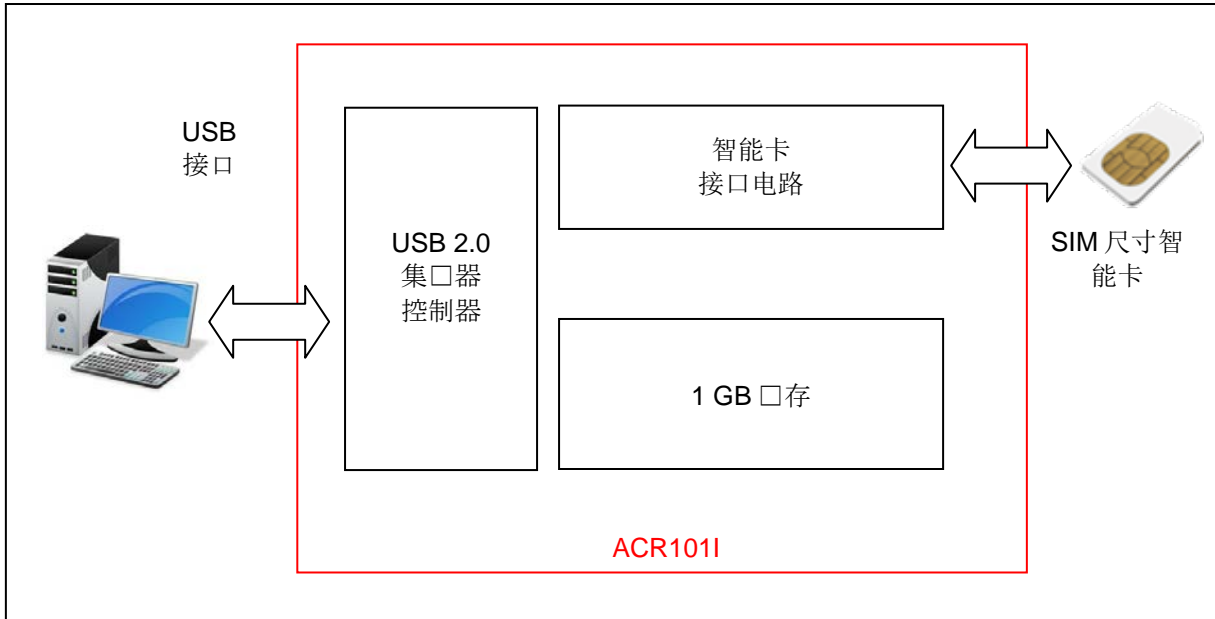 USB
接口
智能卡
接口电路
USB 2.0
集□器
控制器
SIM 尺寸智
能卡
1 GB □存
ACR101I